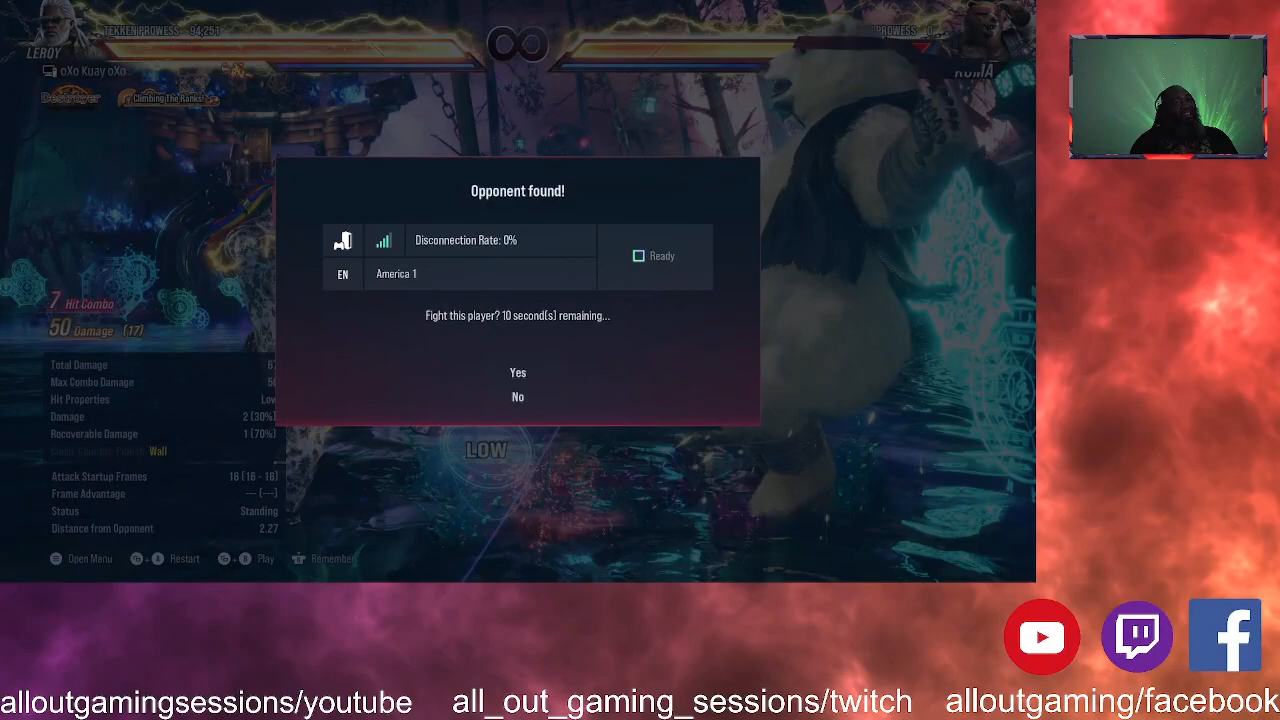 TEKKEN PROWESS 94,251
PROWESS 0
LEROY
KUMA
oXo Kuay oXo
Destroyer
Climbing The Ranks!
Opponent found!
Disconnection Rate: 0%
Ready
EN
America 1
Fight this player? 10 second[s] remaining...
Yes
No
7 Hit Combo
50 Damage (17)
Total Damage
Max Combo Damage
Hit Properties
Damage 2 (30%)
Recoverable Damage 1 (70%)
Wall
LOW
Attack Startup Frames 16 (16 - 16)
Frame Advantage --- (---)
Status Standing
Distance from Opponent 2.27
Open Menu
Restart
Play
Remember
alloutgamingsessions/youtube
all_out_gaming_sessions/twitch
alloutgaming/facebook